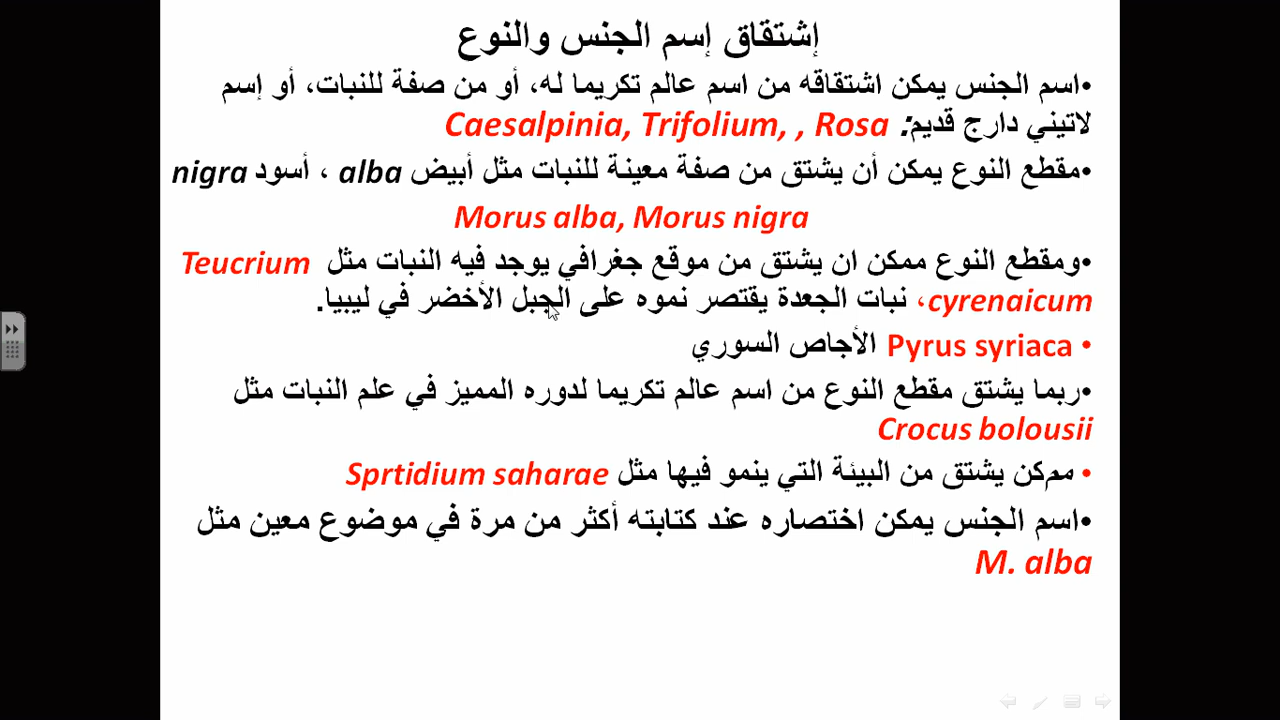 إشتقاق إسم الجنس والنوع
•اسم الجنس يمكن اشتقاقه من اسم عالم تكريما له، أو من صفة للنبات، أو إسم
لاتيني دارج قديم: Caesalpinia, Trifolium, , Rosa
•مقطع النوع يمكن أن يشتق من صفة معينة للنبات مثل أبيض alba ، أسود nigra
Morus alba, Morus nigra
•ومقطع النوع ممكن ان يشتق من موقع جغرافي يوجد فيه النبات مثل Teucrium
cyrenaicum، نبات الجعدة يقتصر نموه على الجبل الأخضر في ليبيا.
• Pyrus syriaca الأجاص السوري
•ربما يشتق مقطع النوع من اسم عالم تكريما لدوره المميز في علم النبات مثل
Crocus bolousii
• ممكن يشتق من البيئة التي ينمو فيها مثل Sprtidium saharae
•اسم الجنس يمكن اختصاره عند كتابته أكثر من مرة في موضوع معين مثل
M. alba